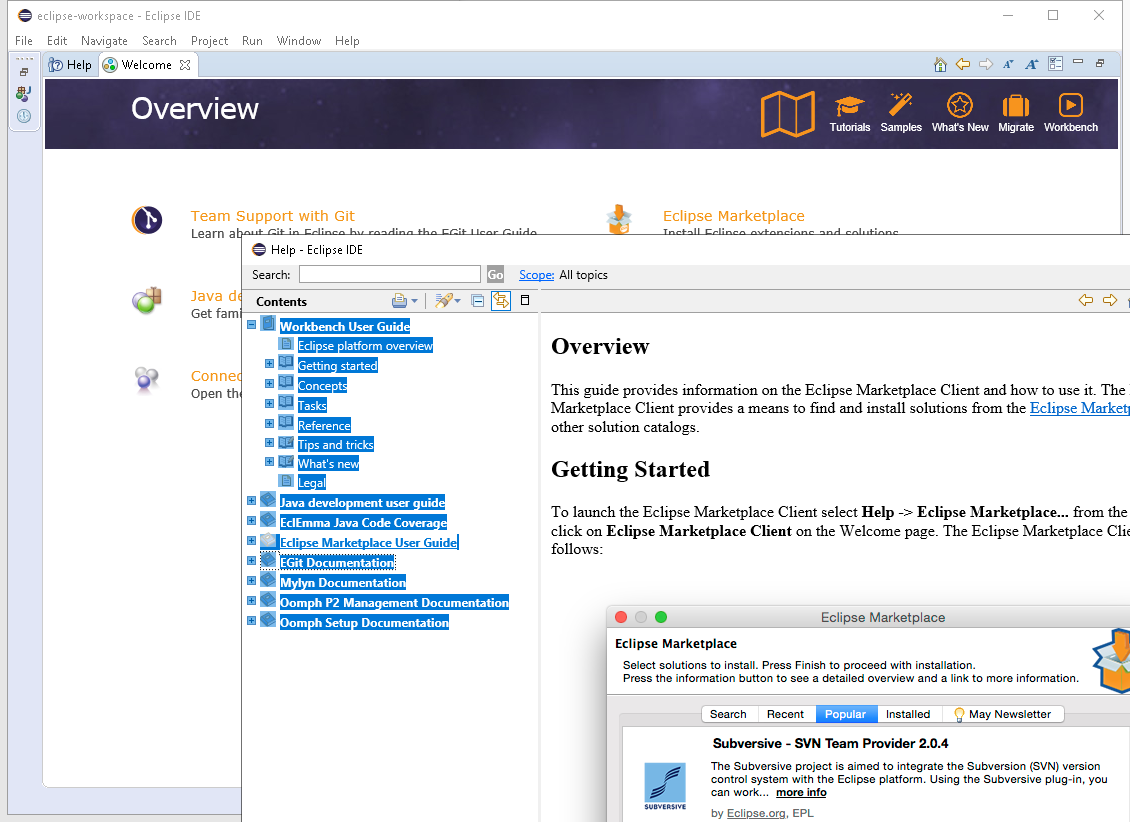 eclipse-workspace - Eclipse IDE
File Edit Navigate Search Project Run Window Help
Help Welcome
Overview
Tutorials Samples What's New Migrate Workbench
Team Support with Git
Learn about Git in Eclipse by reading the EGit User Guide
Eclipse Marketplace
Install Eclipse extensions and solutions
Java de
Get fami
Connec
Open the
Help - Eclipse IDE
Search: Go Scope: All topics
Contents
Workbench User Guide
Eclipse platform overview
Getting started
Concepts
Tasks
Reference
Tips and tricks
What's new
Legal
Java development user guide
EclEmma Java Code Coverage
Eclipse Marketplace User Guide
EGit Documentation
Mylyn Documentation
Oomph P2 Management Documentation
Oomph Setup Documentation
Overview
This guide provides information on the Eclipse Marketplace Client and how to use it. The
Marketplace Client provides a means to find and install solutions from the Eclipse Marketp
other solution catalogs.
Getting Started
To launch the Eclipse Marketplace Client select Help -> Eclipse Marketplace... from the
click on Eclipse Marketplace Client on the Welcome page. The Eclipse Marketplace Clie
follows:
Eclipse Marketplace
Eclipse Marketplace
Select solutions to install. Press Finish to proceed with installation.
Press the information button to see a detailed overview and a link to more information.
Search Recent Popular Installed May Newsletter
Subversive - SVN Team Provider 2.0.4
The Subversive project is aimed to integrate the Subversion (SVN) version
control system with the Eclipse platform. Using the Subversive plug-in, you
can work... more info
SUBVERSIVE
by Eclipse.org, EPL